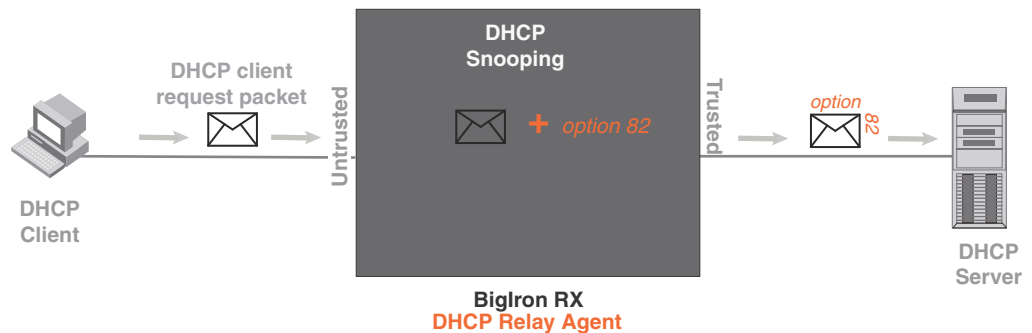 DHCP
Snooping
DHCP client
request packet
Untrusted
+ option 82
Trusted
option
82
DHCP
Client
DHCP
Server
BigIron RX
DHCP Relay Agent